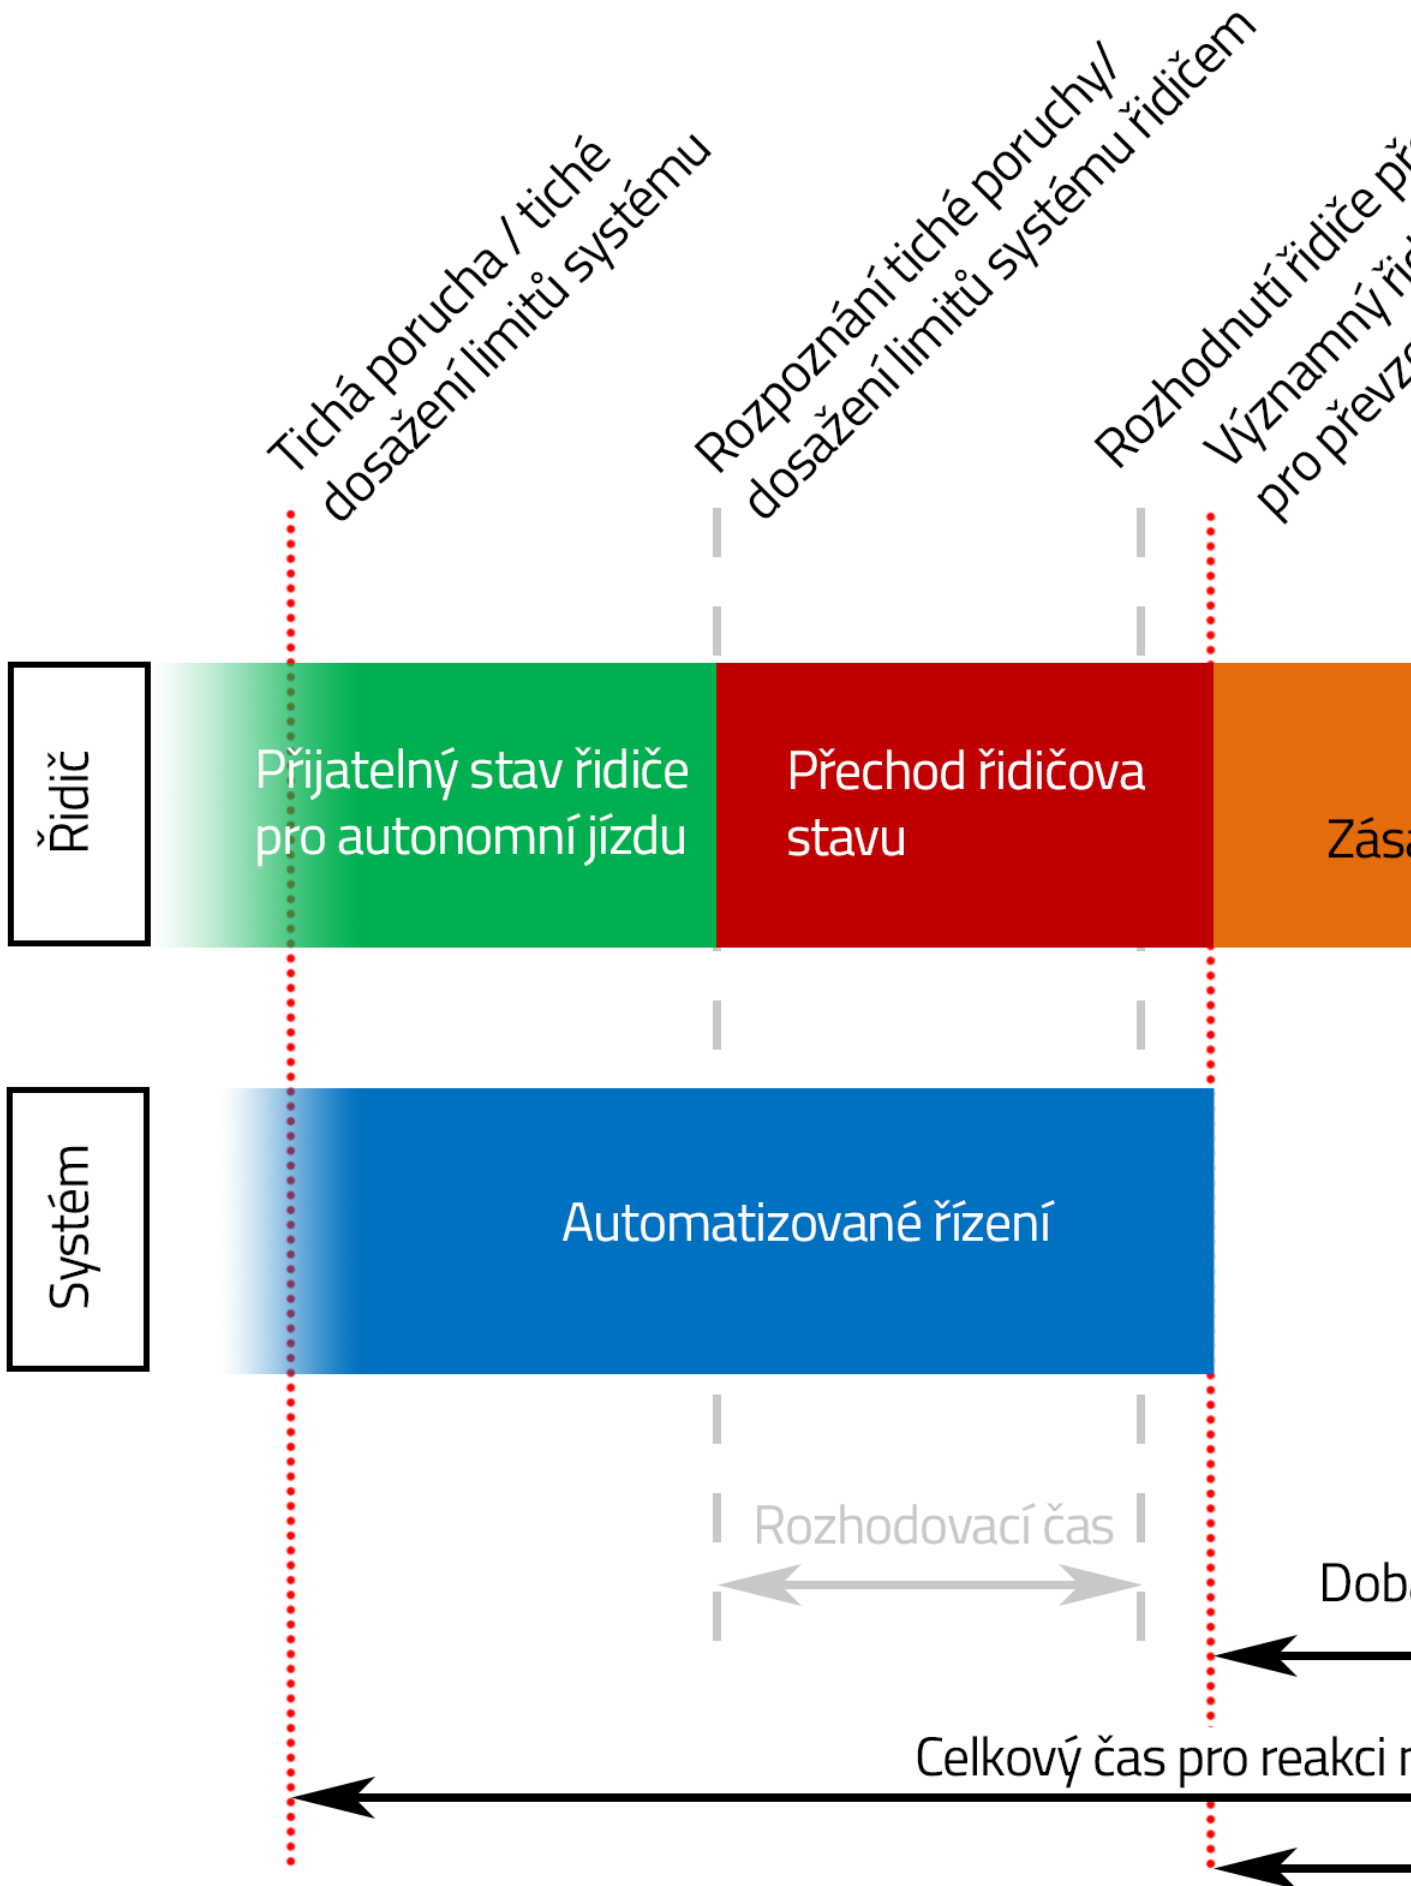 Tichá porucha / tiché
dosažení limitů systému
Rozpoznání tiché poruchy/
dosažení limitů systému řidičem
Rozhodnutí řidiče
Významný
pro
Řidič
Přijatelný stav řidiče
pro autonomní jízdu
Přechod řidičova
stavu
Systém
Automatizované řízení
Rozhodovací čas
Doba
Celkový čas pro reakci